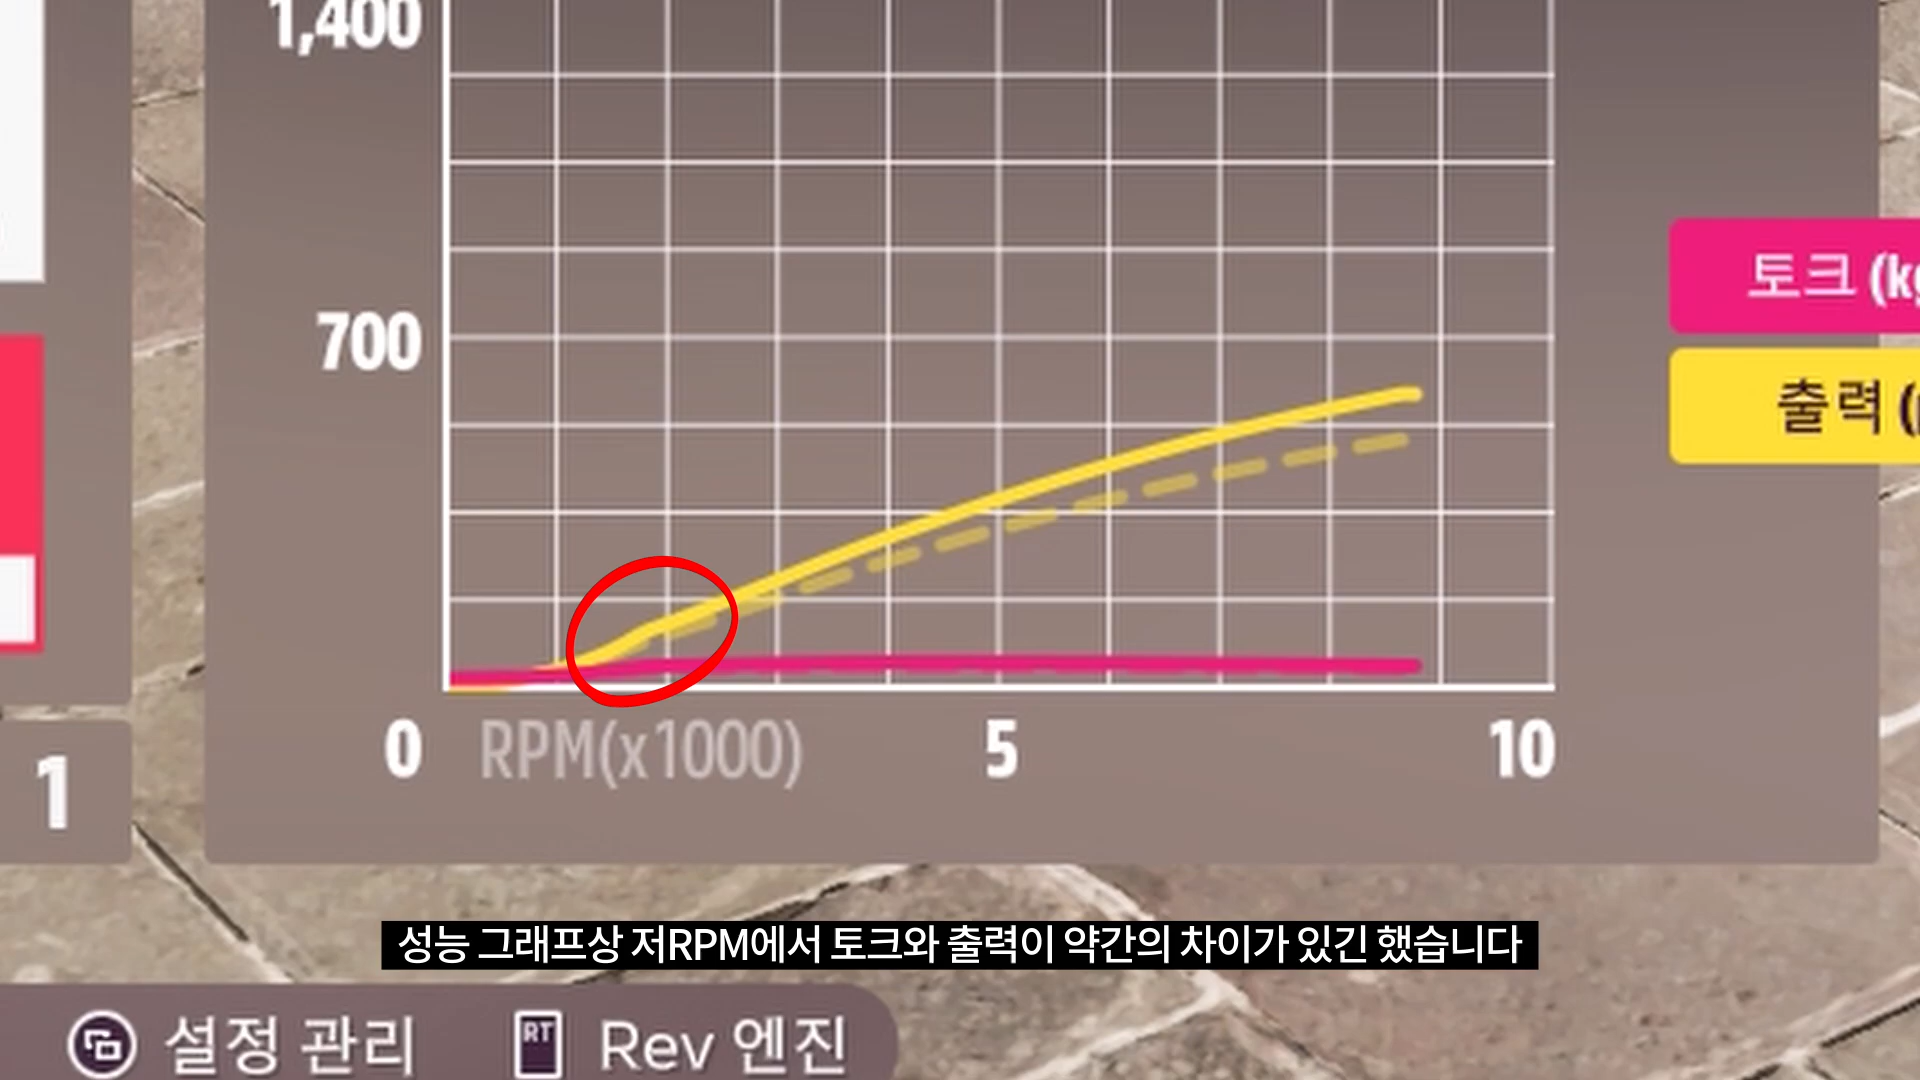 1,400
700
토크 (kg
출력 (
0
RPM(x1000)
5
10
1
성능 그래프상 저RPM에서 토크와 출력이 약간의 차이가 있긴 했습니다
설정 관리
RT
Rev 엔진